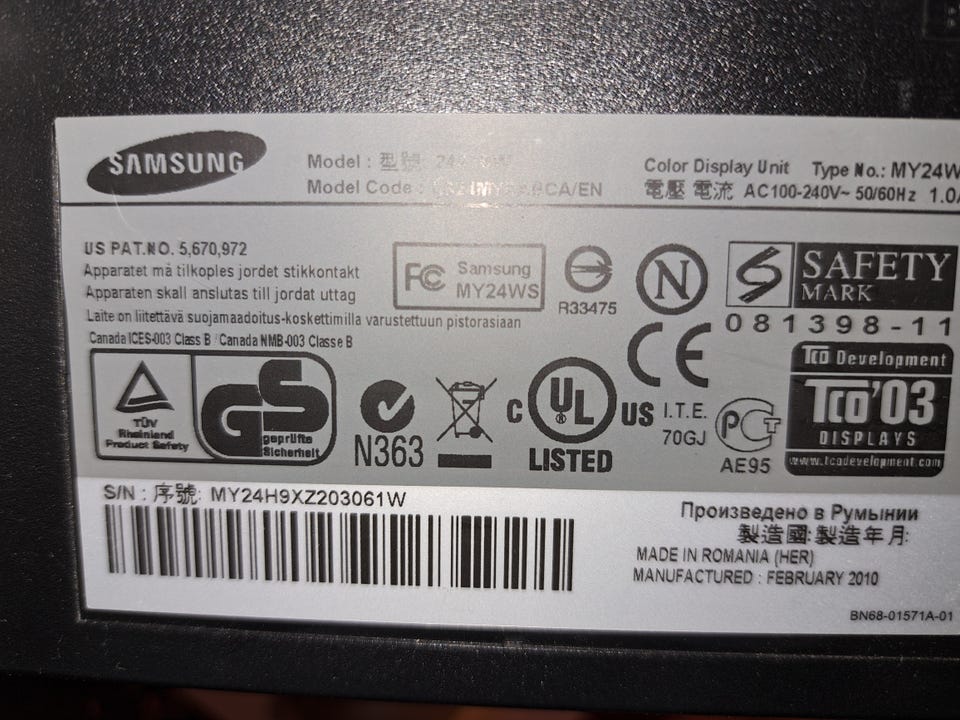 SAMSUNG
Model : 型號
Model Code : CA/EN
Color Display Unit Type No.: MY24W
電壓 電流 AC100-240V~ 50/60Hz 1.0
US PAT.NO. 5,670,972
Apparatet må tilkoples jordet stikkontakt
Apparaten skall anslutas till jordat uttag
Laite on liitettävä suojamaadoitus-koskettimilla varustettuun pistorasiaan
Canada ICES-003 Class B / Canada NMB-003 Classe B
FC Samsung
MY24WS
R33475
N
S SAFETY
MARK
081398-11
CE
TÜV
Rheinland
Product Safety
GS
geprüfte
Sicherheit
N363
C UL ® US
LISTED
I.T.E.
70GJ
PCT
AE95
TCO Development
TCO'03
DISPLAYS
www.tcodevelopment.com
S/N : 序號: MY24H9XZ203061W
Произведено в Румынии
製造國: 製造年月:
MADE IN ROMANIA (HER)
MANUFACTURED : FEBRUARY 2010
BN68-01571A-01